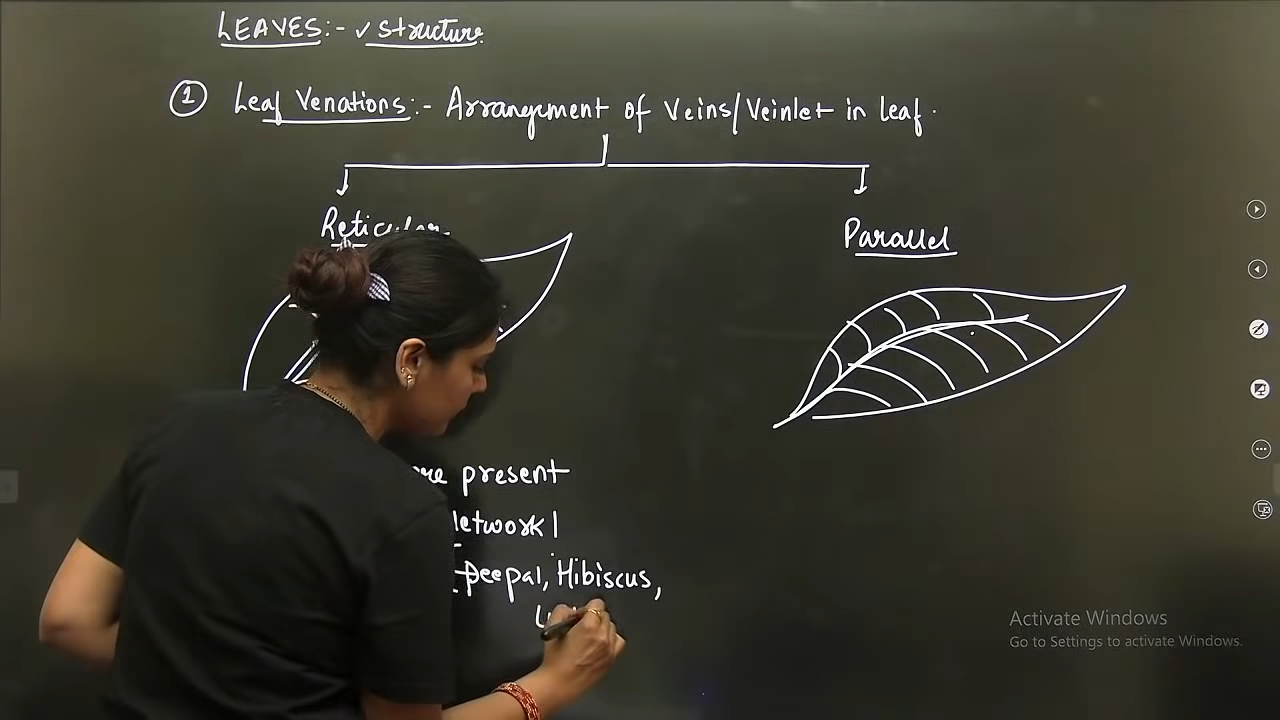 LEAVES:- ✓ Structure
① Leaf Venations:- Arrangement of Veins/Veinlet in leaf.
Reticular
Parallel
present
Peepal, Hibiscus,
Activate Windows
Go to Settings to activate Windows.